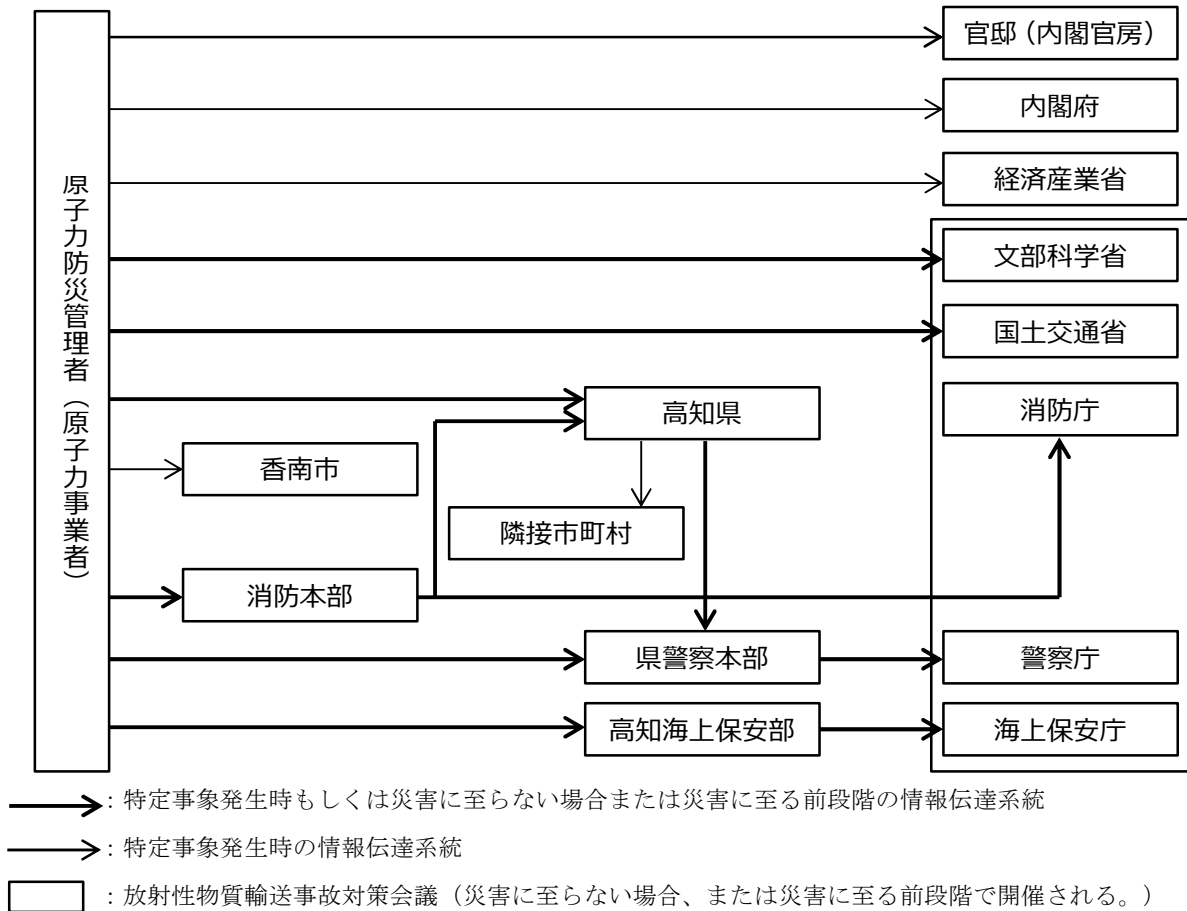 官邸（内閣官房）
内閣府
経済産業省
原子力防災管理者（原子力事業者）
文部科学省
国土交通省
高知県
消防庁
香南市
隣接市町村
消防本部
県警察本部
警察庁
高知海上保安部
海上保安庁
：特定事象発生時もしくは災害に至らない場合または災害に至る前段階の情報伝達系統
：特定事象発生時の情報伝達系統
：放射性物質輸送事故対策会議（災害に至らない場合、または災害に至る前段階で開催される。）